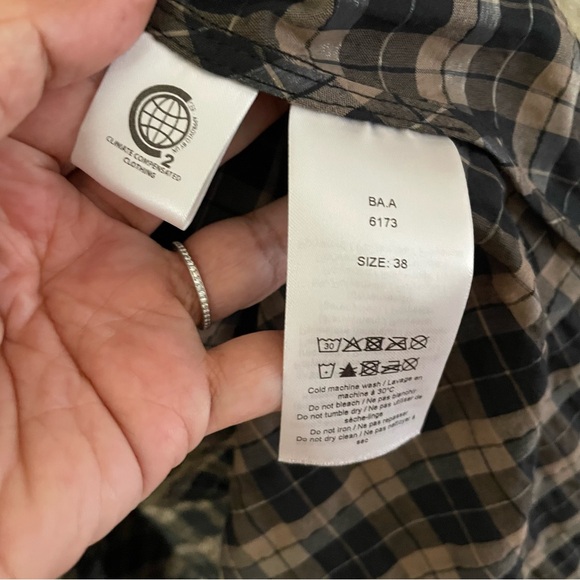 2
CLIMATE COMPENSATED
CLOTHING
BA.A
6173
SIZE: 38
30
Cold machine wash / Lavage en
machine à 30°C
Do not bleach / Ne pas blanchir
Do not tumble dry / Ne pas utiliser de
sèche-linge
Do not iron / Ne pas repasser
Do not dry clean / Ne pas nettoyer à
sec